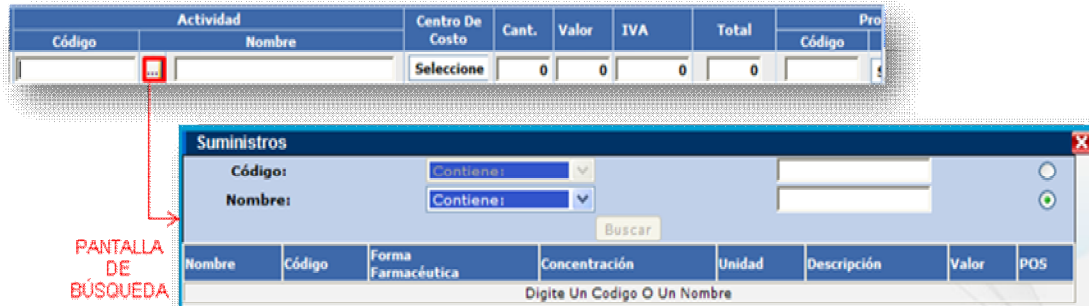 Actividad Centro De Costo Cant. Valor IVA Total Pro
Código Nombre Código
... Seleccione 0 0 0 0
Suministros
Código: Contiene:
Nombre: Contiene:
Buscar
PANTALLA DE BÚSQUEDA
Nombre Código Forma Farmacéutica Concentración Unidad Descripción Valor POS
Digite Un Codigo O Un Nombre